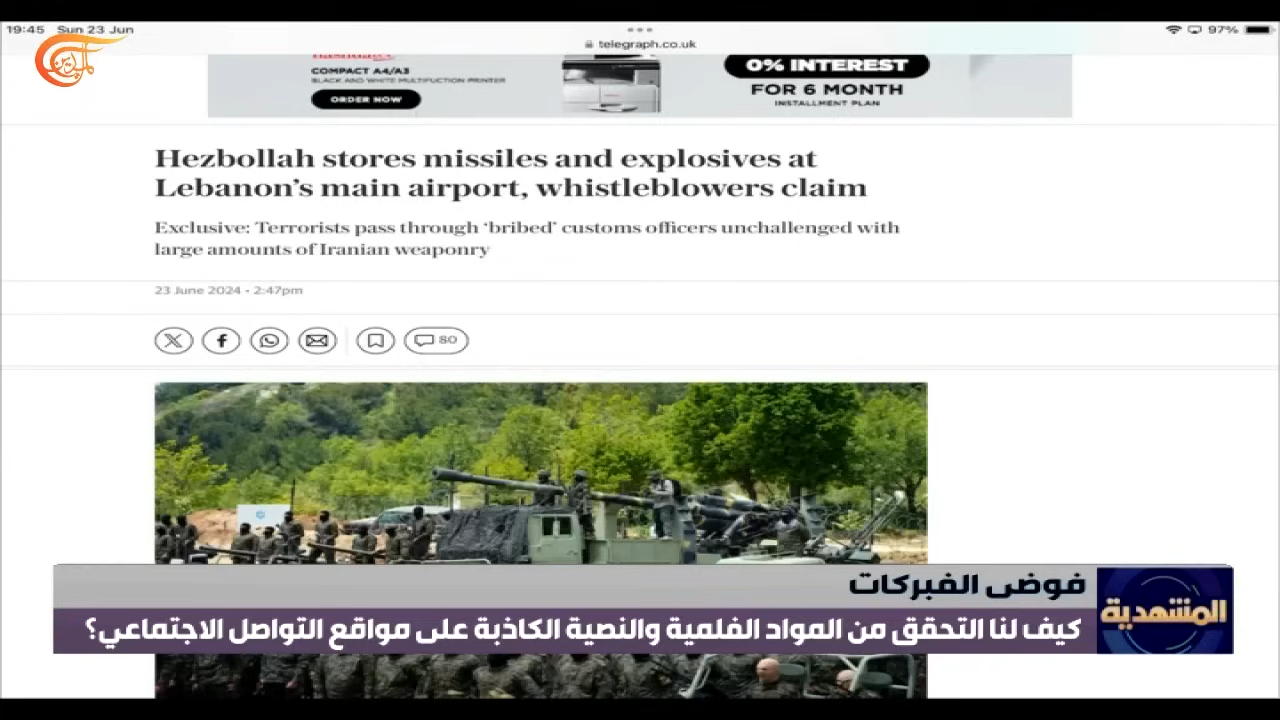 19:45 Sun 23 Jun
97%
telegraph.co.uk
الميادين
COMPACT A4/A3
BLACK AND WHITE MULTIFUCTION PRINTER
ORDER NOW
0% INTEREST
FOR 6 MONTH
INSTALLMENT PLAN
Hezbollah stores missiles and explosives at
Lebanon's main airport, whistleblowers claim
Exclusive: Terrorists pass through 'bribed' customs officers unchallenged with
large amounts of Iranian weaponry
23 June 2024 • 2:47pm
80
فوضى الفبركات
المشهدية
كيف لنا التحقق من المواد الفلمية والنصية الكاذبة على مواقع التواصل الاجتماعي؟